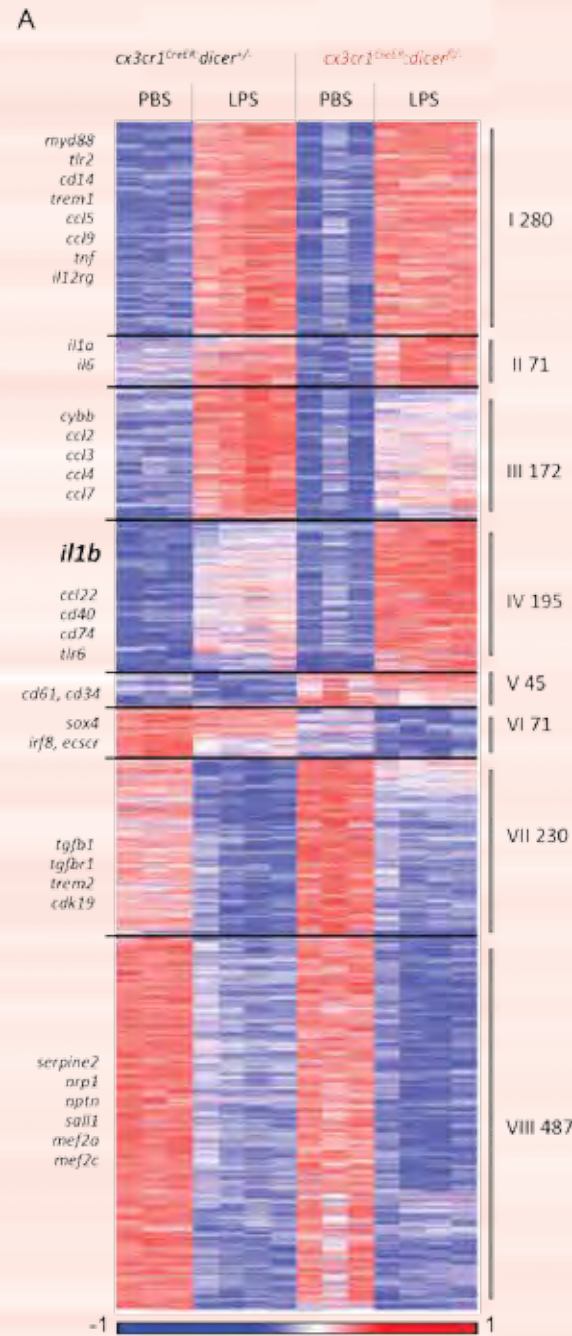 A
cx3cr1CreER:dicer+/- cx3cr1CreER:dicerfl/-
PBS LPS PBS LPS
myd88
tlr2
cd14
trem1
ccl5
ccl9
tnf
il12rg
I 280
il1a
il6
II 71
cybb
ccl2
ccl3
ccl4
ccl7
III 172
il1b
ccl22
cd40
cd74
tlr6
IV 195
cd61, cd34
V 45
sox4
irf8, ecscr
VI 71
tgfb1
tgfbr1
trem2
cdk19
VII 230
serpine2
nrp1
nptn
sall1
mef2a
mef2c
VIII 487
-1 1